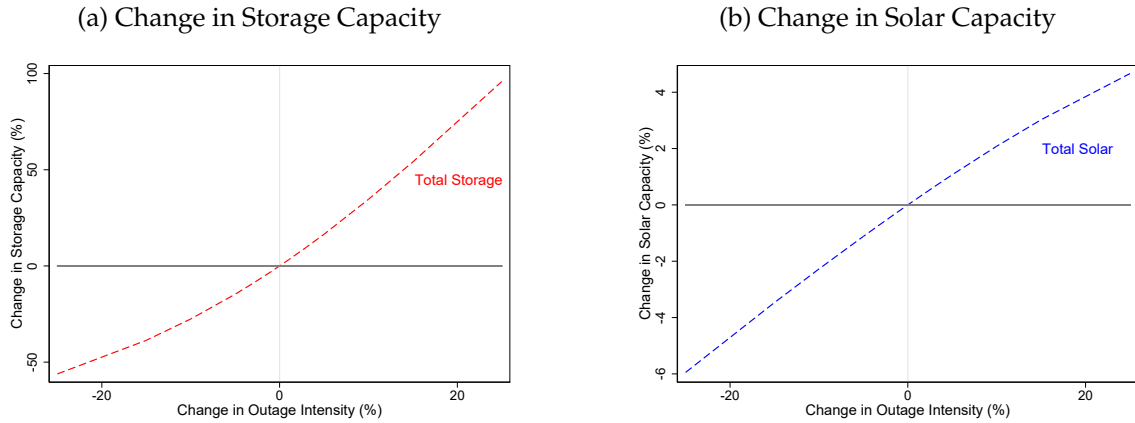 (a) Change in Storage Capacity
Change in Storage Capacity (%)
100
50
0
-50
Total Storage
-20
0
20
Change in Outage Intensity (%)
(b) Change in Solar Capacity
Change in Solar Capacity (%)
4
2
0
-2
-4
-6
Total Solar
-20
0
20
Change in Outage Intensity (%)